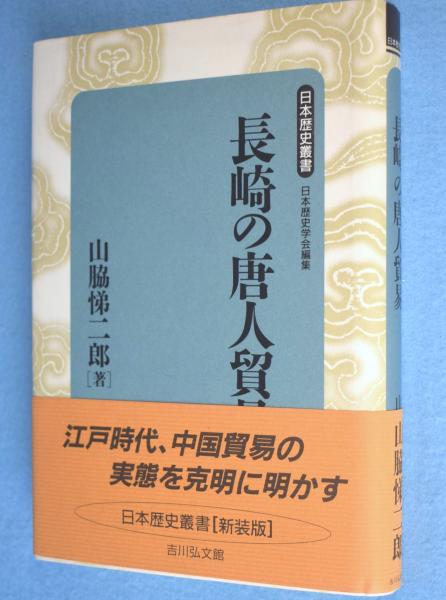 日本歴史叢書
日本歴史学会編集
長崎の唐人貿易
山脇悌二郎[著]
江戸時代、中国貿易の
実態を克明に明かす
日本歴史叢書[新装版]
吉川弘文館
長崎の唐人貿易
山脇悌二郎